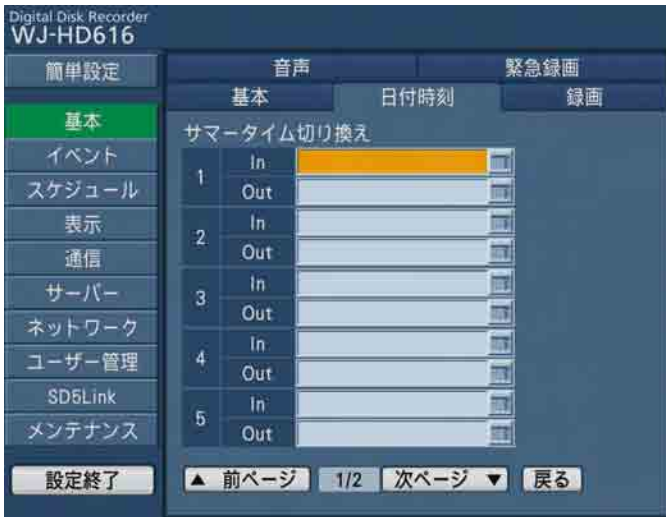 Digital Disk Recorder
WJ-HD616
簡単設定
基本
イベント
スケジュール
表示
通信
サーバー
ネットワーク
ユーザー管理
SD5Link
メンテナンス
設定終了
音声 緊急録画
基本 日付時刻 録画
サマータイム切り換え
1 In
Out
2 In
Out
3 In
Out
4 In
Out
5 In
Out
▲ 前ページ 1/2 次ページ ▼ 戻る